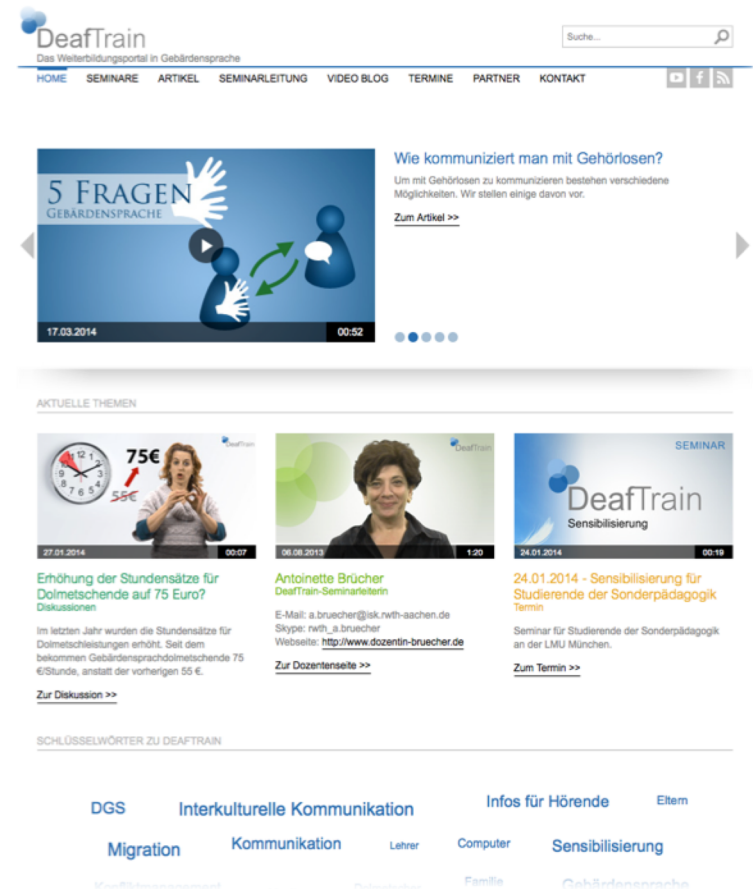 DeafTrain
Das Weiterbildungsportal in Gebärdensprache
Suche...
HOME SEMINARE ARTIKEL SEMINARLEITUNG VIDEO BLOG TERMINE PARTNER KONTAKT
5 FRAGEN
GEBÄRDENSPRACHE
17.03.2014 00:52
Wie kommuniziert man mit Gehörlosen?
Um mit Gehörlosen zu kommunizieren bestehen verschiedene
Möglichkeiten. Wir stellen einige davon vor.
Zum Artikel >>
AKTUELLE THEMEN
75€
55€
DeafTrain
27.01.2014 00:07
Erhöhung der Stundensätze für
Dolmetschende auf 75 Euro?
Diskussionen
Im letzten Jahr wurden die Stundensätze für
Dolmetschleistungen erhöht. Seit dem
bekommen Gebärdensprachdolmetschende 75
€/Stunde, anstatt der vorherigen 55 €.
Zur Diskussion >>
DeafTrain
06.08.2013 1:20
Antoinette Brücher
DeafTrain-SeminarleiterIn
E-Mail: a.bruecher@isk.rwth-aachen.de
Skype: rwth_a.bruecher
Webseite: http://www.dozentin-bruecher.de
Zur Dozentenseite >>
SEMINAR
DeafTrain
Sensibilisierung
24.01.2014 00:19
24.01.2014 - Sensibilisierung für
Studierende der Sonderpädagogik
Termin
Seminar für Studierende der Sonderpädagogik
an der LMU München.
Zum Termin >>
SCHLÜSSELWÖRTER ZU DEAFTRAIN
DGS Interkulturelle Kommunikation Infos für Hörende Eltern
Migration Kommunikation Lehrer Computer Sensibilisierung
Konfliktmanagement Familie Gebärdensprache